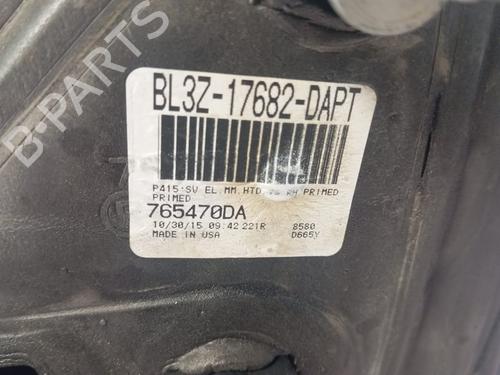 B-PARTS
BL3Z-17682-DAPT
P415:SV EL.MM.HTD. RH PRIMED
PRIMED
765470DA
10/30/15 09:42 221R 8580
MADE IN USA D665Y